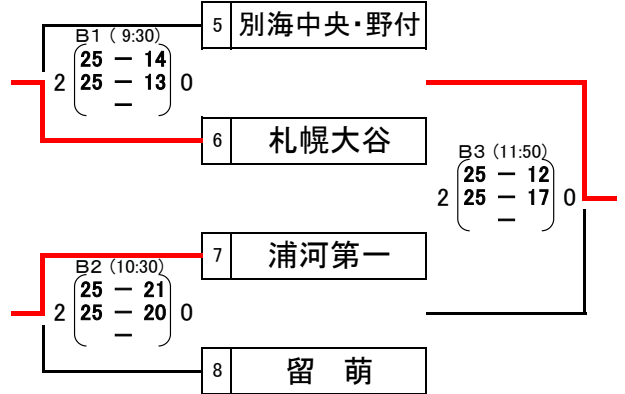 5 別海中央・野付
B1 ( 9:30)
25 － 14
2 25 － 13 0
－
6 札幌大谷
B3 (11:50)
25 － 12
2 25 － 17 0
－
7 浦河第一
B2 (10:30)
25 － 21
2 25 － 20 0
－
8 留　萌